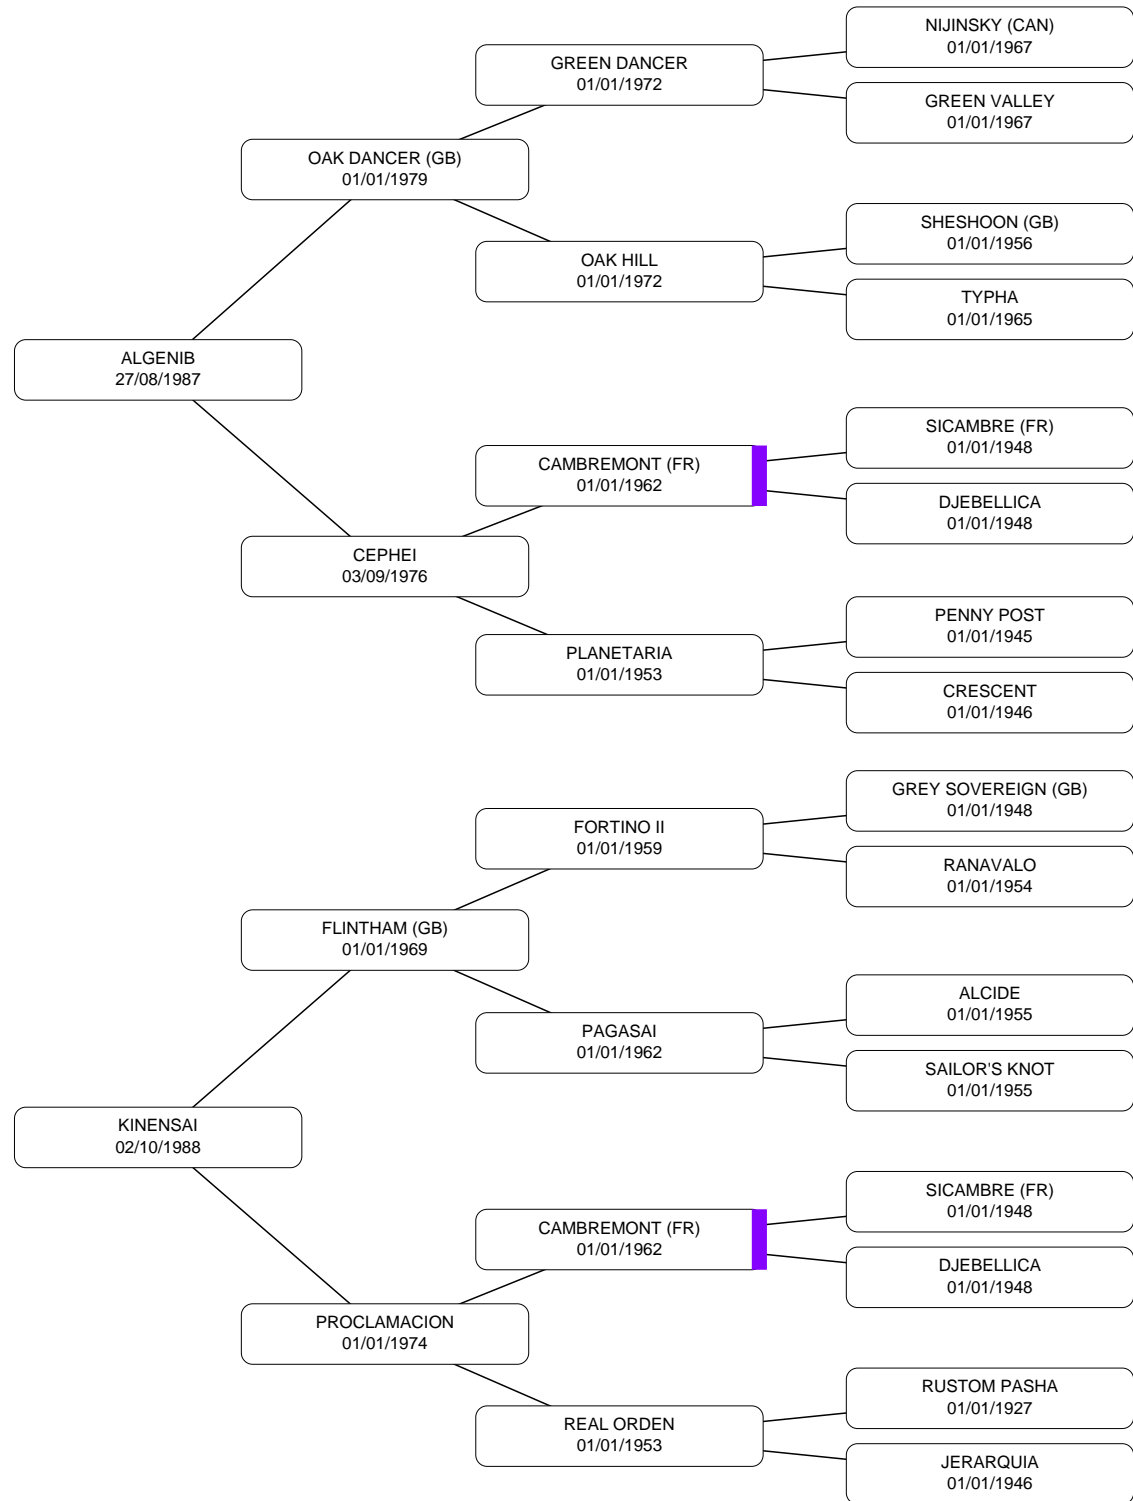 NIJINSKY (CAN)
01/01/1967
GREEN DANCER
01/01/1972
GREEN VALLEY
01/01/1967
OAK DANCER (GB)
01/01/1979
SHESHOON (GB)
01/01/1956
OAK HILL
01/01/1972
TYPHA
01/01/1965
ALGENIB
27/08/1987
SICAMBRE (FR)
01/01/1948
CAMBREMONT (FR)
01/01/1962
DJEBELLICA
01/01/1948
CEPHEI
03/09/1976
PENNY POST
01/01/1945
PLANETARIA
01/01/1953
CRESCENT
01/01/1946
GREY SOVEREIGN (GB)
01/01/1948
FORTINO II
01/01/1959
RANAVALO
01/01/1954
FLINTHAM (GB)
01/01/1969
ALCIDE
01/01/1955
PAGASAI
01/01/1962
SAILOR'S KNOT
01/01/1955
KINENSAI
02/10/1988
SICAMBRE (FR)
01/01/1948
CAMBREMONT (FR)
01/01/1962
DJEBELLICA
01/01/1948
PROCLAMACION
01/01/1974
RUSTOM PASHA
01/01/1927
REAL ORDEN
01/01/1953
JERARQUIA
01/01/1946